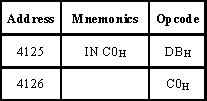 Address Mnemonics Opcode
4125 IN C0H DBH
4126 C0H